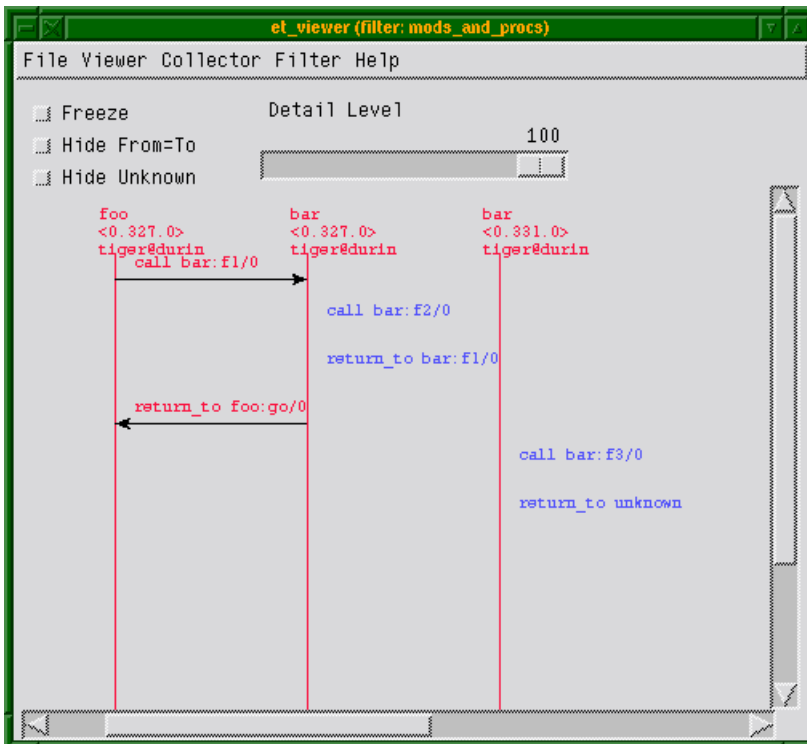 et_viewer (filter: mods_and_procs)
File Viewer Collector Filter Help
Freeze
Detail Level
Hide From=To
100
Hide Unknown
foo bar bar
<0.327.0> <0.327.0> <0.331.0>
tiger@durin tiger@durin tiger@durin
call bar:f1/0
call bar:f2/0
return_to bar:f1/0
return_to foo:go/0
call bar:f3/0
return_to unknown